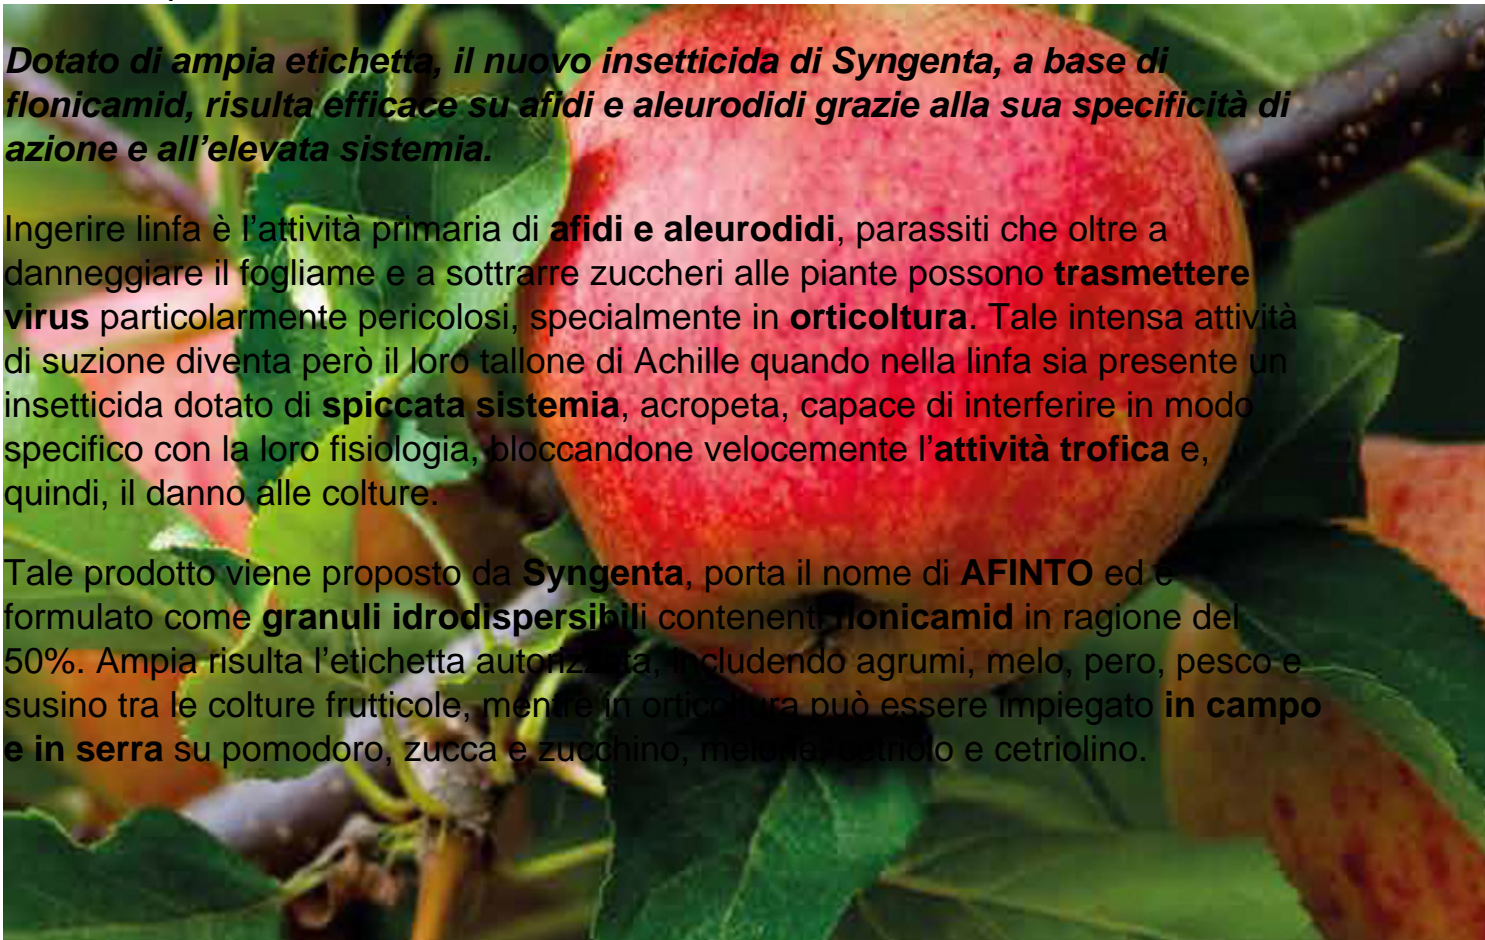 Dotato di ampia etichetta, il nuovo insetticida di Syngenta, a base di
flonicamid, risulta efficace su afidi e aleurodidi grazie alla sua specificità di
azione e all'elevata sistemia.
Ingerire linfa è l'attività primaria di afidi e aleurodidi, parassiti che oltre a
danneggiare il fogliame e a sottrarre zuccheri alle piante possono trasmettere
virus particolarmente pericolosi, specialmente in orticoltura. Tale intensa attività
di suzione diventa però il loro tallone di Achille quando nella linfa sia presente un
insetticida dotato di spiccata sistemia, acropeta, capace di interferire in modo
specifico con la loro fisiologia, bloccandone velocemente l'attività trofica e,
quindi, il danno alle colture.
Tale prodotto viene proposto da Syngenta, porta il nome di AFINTO ed è
formulato come granuli idrodispersibili contenenti flonicamid in ragione del
50%. Ampia risulta l'etichetta autorizzata, includendo agrumi, melo, pero, pesco e
susino tra le colture frutticole, mentre in orticoltura può essere impiegato in campo
e in serra su pomodoro, zucca e zucchino, melone, cetriolo e cetriolino.